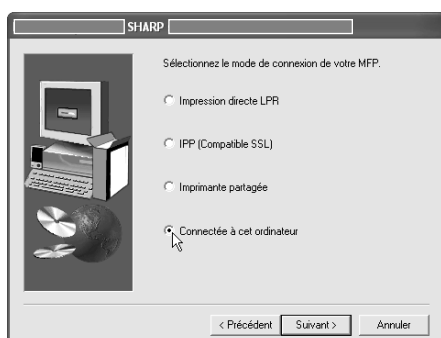 SHARP
Sélectionnez le mode de connexion de votre MFP.
Impression directe LPR
IPP (Compatible SSL)
Imprimante partagée
Connectée à cet ordinateur
< Précédent Suivant > Annuler